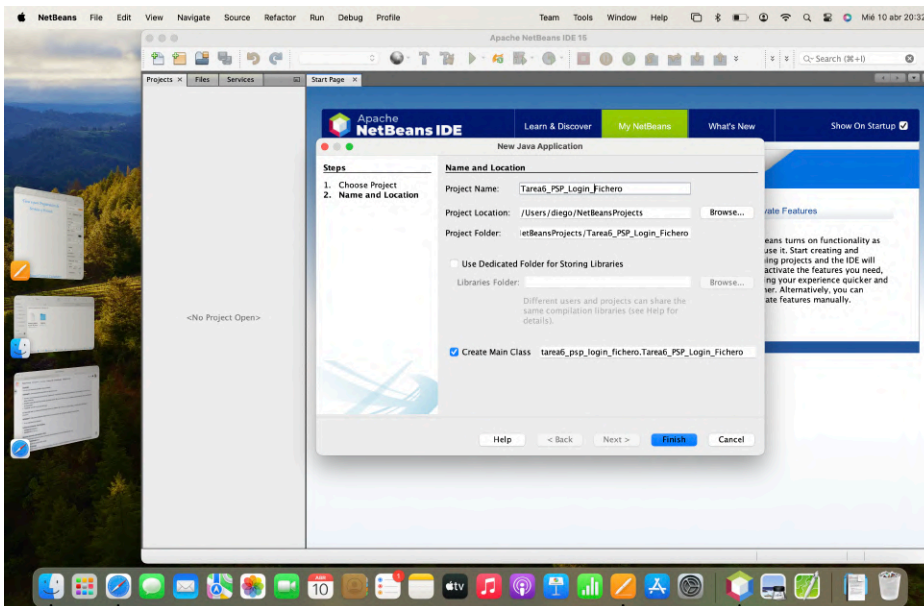 NetBeans File Edit View Navigate Source Refactor Run Debug Profile Team Tools Window Help Mié 10 abr 20:32
Apache NetBeans IDE 15
Search (⌘+I)
Projects Files Services Start Page
Apache
NetBeans IDE
Learn & Discover My NetBeans What's New Show On Startup
New Java Application
Steps
1. Choose Project
2. Name and Location
Name and Location
Project Name: Tarea6_PSP_Login_Fichero
Project Location: /Users/diego/NetBeansProjects Browse...
Project Folder: etBeansProjects/Tarea6_PSP_Login_Fichero
Use Dedicated Folder for Storing Libraries
Libraries Folder: Browse...
Different users and projects can share the
same compilation libraries (see Help for
details).
Create Main Class tarea6_psp_login_fichero.Tarea6_PSP_Login_Fichero
Help < Back Next > Finish Cancel
vate Features
eans turns on functionality as
use it. Start creating and
ing projects and the IDE will
activate the features you need,
ng your experience quicker and
er. Alternatively, you can
ate features manually.
<No Project Open>
ABR
10
1
tv